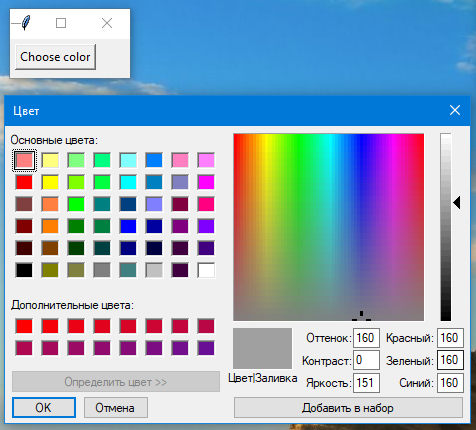 Choose color
Цвет
Основные цвета:
Дополнительные цвета:
Определить цвет >>
OK
Отмена
Цвет|Заливка
Оттенок: 160
Контраст: 0
Яркость: 151
Красный: 160
Зеленый: 160
Синий: 160
Добавить в набор